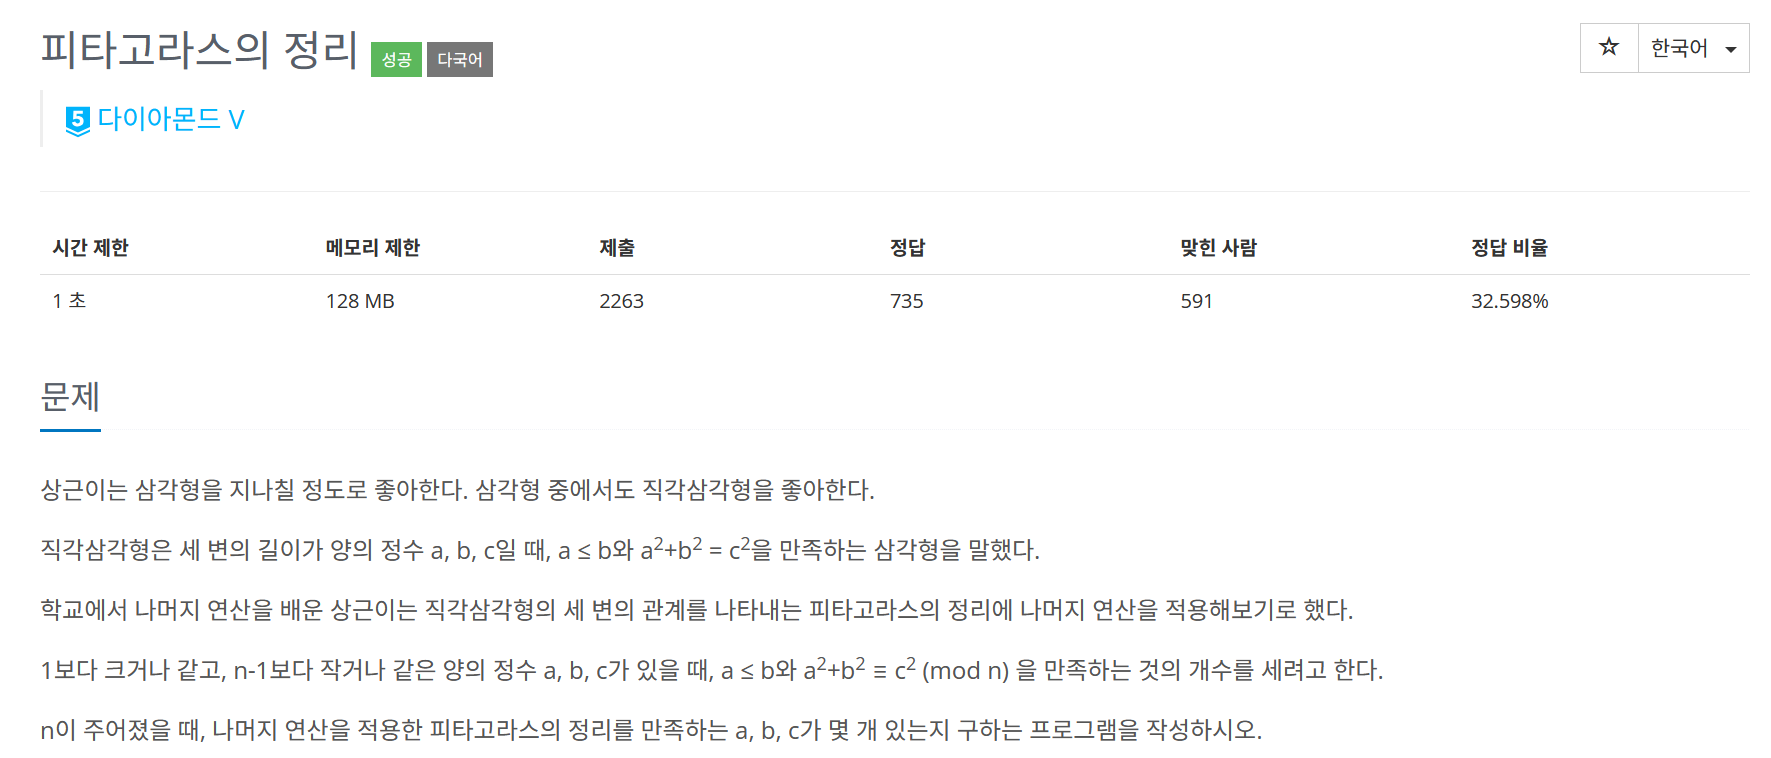 피타고라스의 정리 성공 다국어
☆ 한국어
5 다이아몬드 V
시간 제한 메모리 제한 제출 정답 맞힌 사람 정답 비율
1 초 128 MB 2263 735 591 32.598%
문제
상근이는 삼각형을 지나칠 정도로 좋아한다. 삼각형 중에서도 직각삼각형을 좋아한다.
직각삼각형은 세 변의 길이가 양의 정수 a, b, c일 때, a ≤ b와 a²+b² = c²을 만족하는 삼각형을 말했다.
학교에서 나머지 연산을 배운 상근이는 직각삼각형의 세 변의 관계를 나타내는 피타고라스의 정리에 나머지 연산을 적용해보기로 했다.
1보다 크거나 같고, n-1보다 작거나 같은 양의 정수 a, b, c가 있을 때, a ≤ b와 a²+b² ≡ c² (mod n) 을 만족하는 것의 개수를 세려고 한다.
n이 주어졌을 때, 나머지 연산을 적용한 피타고라스의 정리를 만족하는 a, b, c가 몇 개 있는지 구하는 프로그램을 작성하시오.